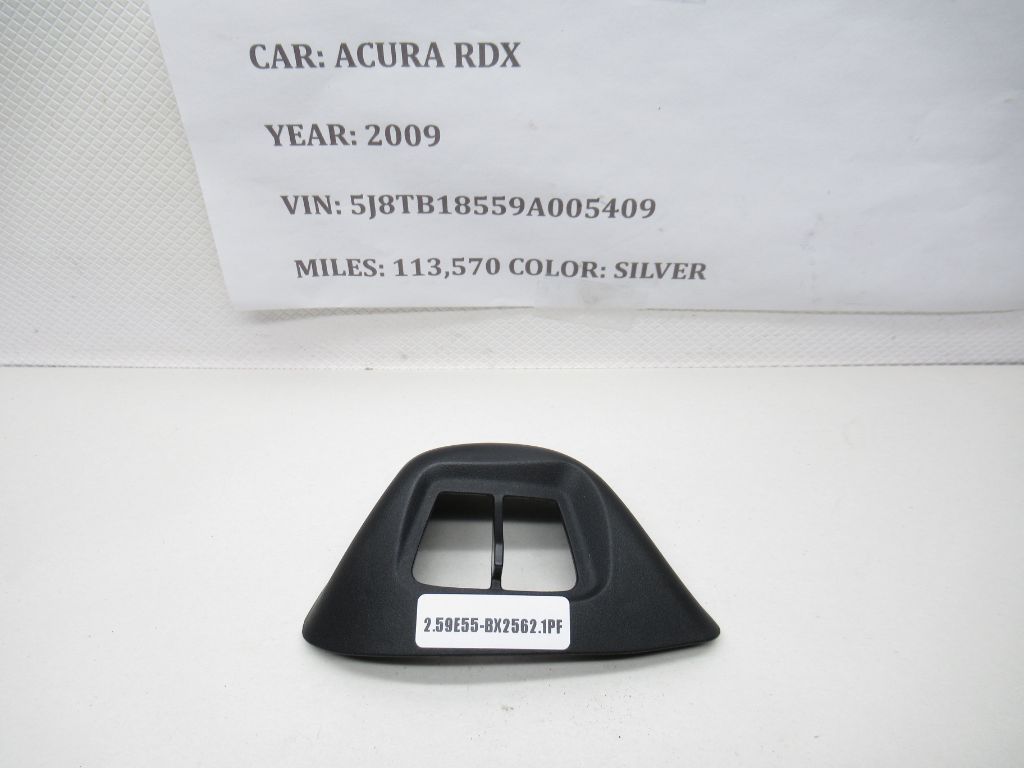 CAR: ACURA RDX
YEAR: 2009
VIN: 5J8TB18559A005409
MILES: 113,570 COLOR: SILVER
2.59E55-BX2562.1PF